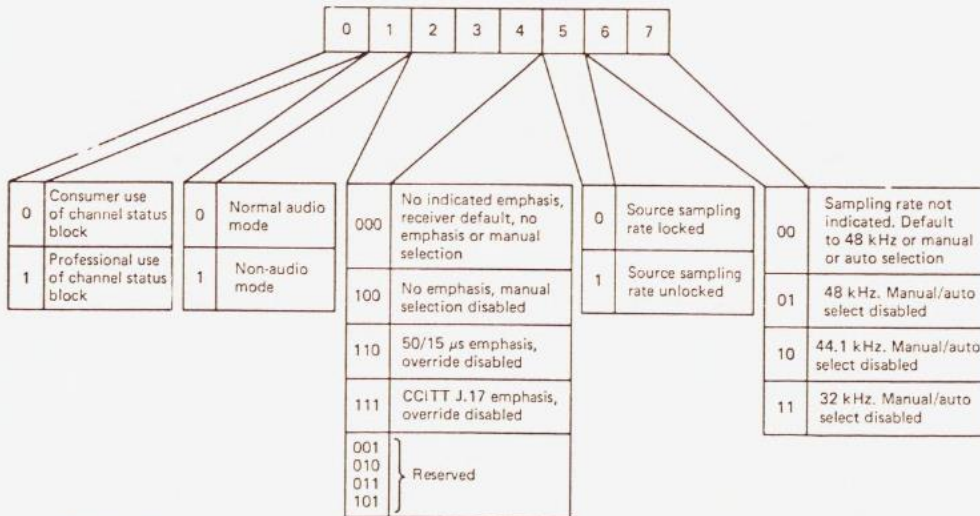 0 1 2 3 4 5 6 7
0 Consumer use
of channel status
block
1 Professional use
of channel status
block
0 Normal audio
mode
1 Non-audio
mode
000 No indicated emphasis,
receiver default, no
emphasis or manual
selection
100 No emphasis, manual
selection disabled
110 50/15 μs emphasis,
override disabled
111 CCITT J.17 emphasis,
override disabled
001
010
011
101
Reserved
0 Source sampling
rate locked
1 Source sampling
rate unlocked
00 Sampling rate not
indicated. Default
to 48 kHz or manual
or auto selection
01 48 kHz. Manual/auto
select disabled
10 44.1 kHz. Manual/auto
select disabled
11 32 kHz. Manual/auto
select disabled